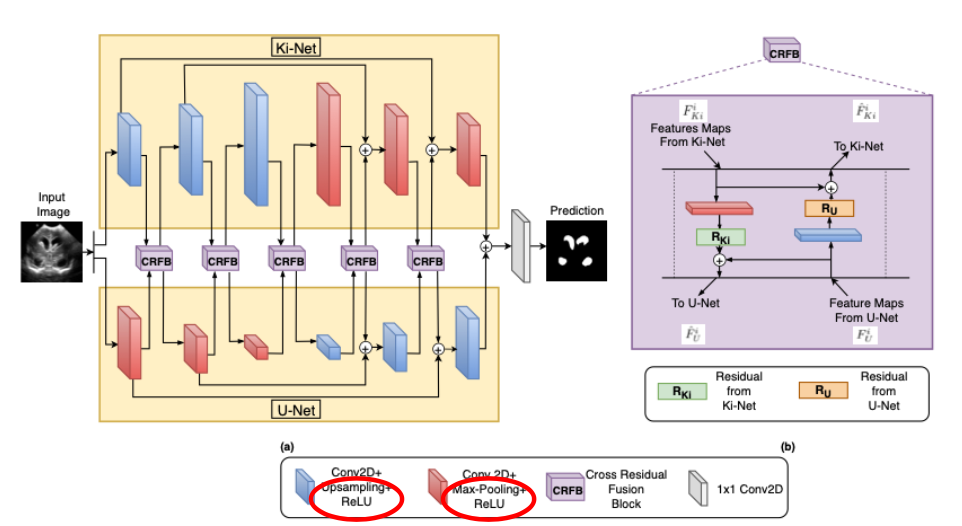 Ki-Net
Input
Image
CRFB
CRFB
CRFB
CRFB
CRFB
Prediction
U-Net
(a)
CRFB
F^i_{Ki}
F̂^i_{Ki}
Features Maps
From Ki-Net
To Ki-Net
R_U
R_{Ki}
To U-Net
Feature Maps
From U-Net
F̂^i_U
F^i_U
R_{Ki}
Residual
from
Ki-Net
R_U
Residual
from
U-Net
(b)
Conv2D+
Upsampling+
ReLU
Conv 2D+
Max-Pooling+
ReLU
CRFB
Cross Residual
Fusion
Block
1x1 Conv2D